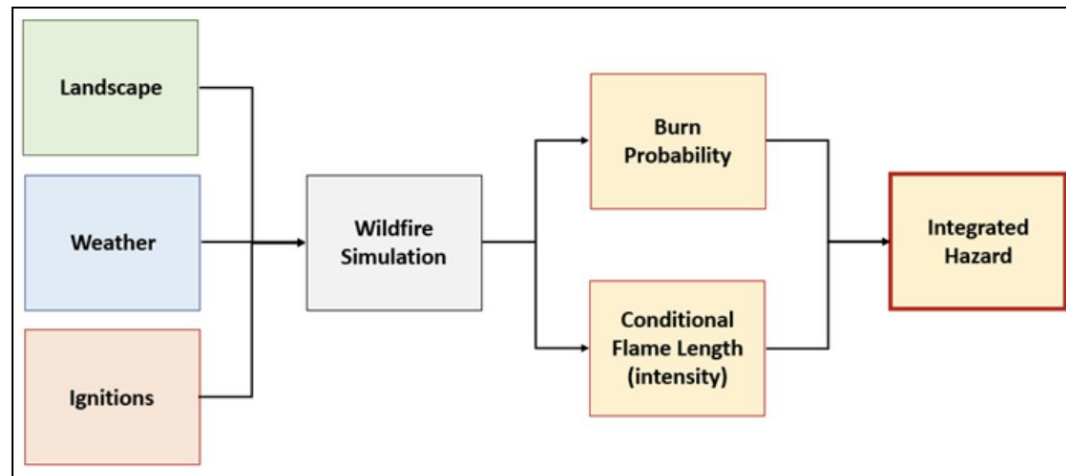 Landscape
Weather
Ignitions
Wildfire
Simulation
Burn
Probability
Conditional
Flame Length
(intensity)
Integrated
Hazard